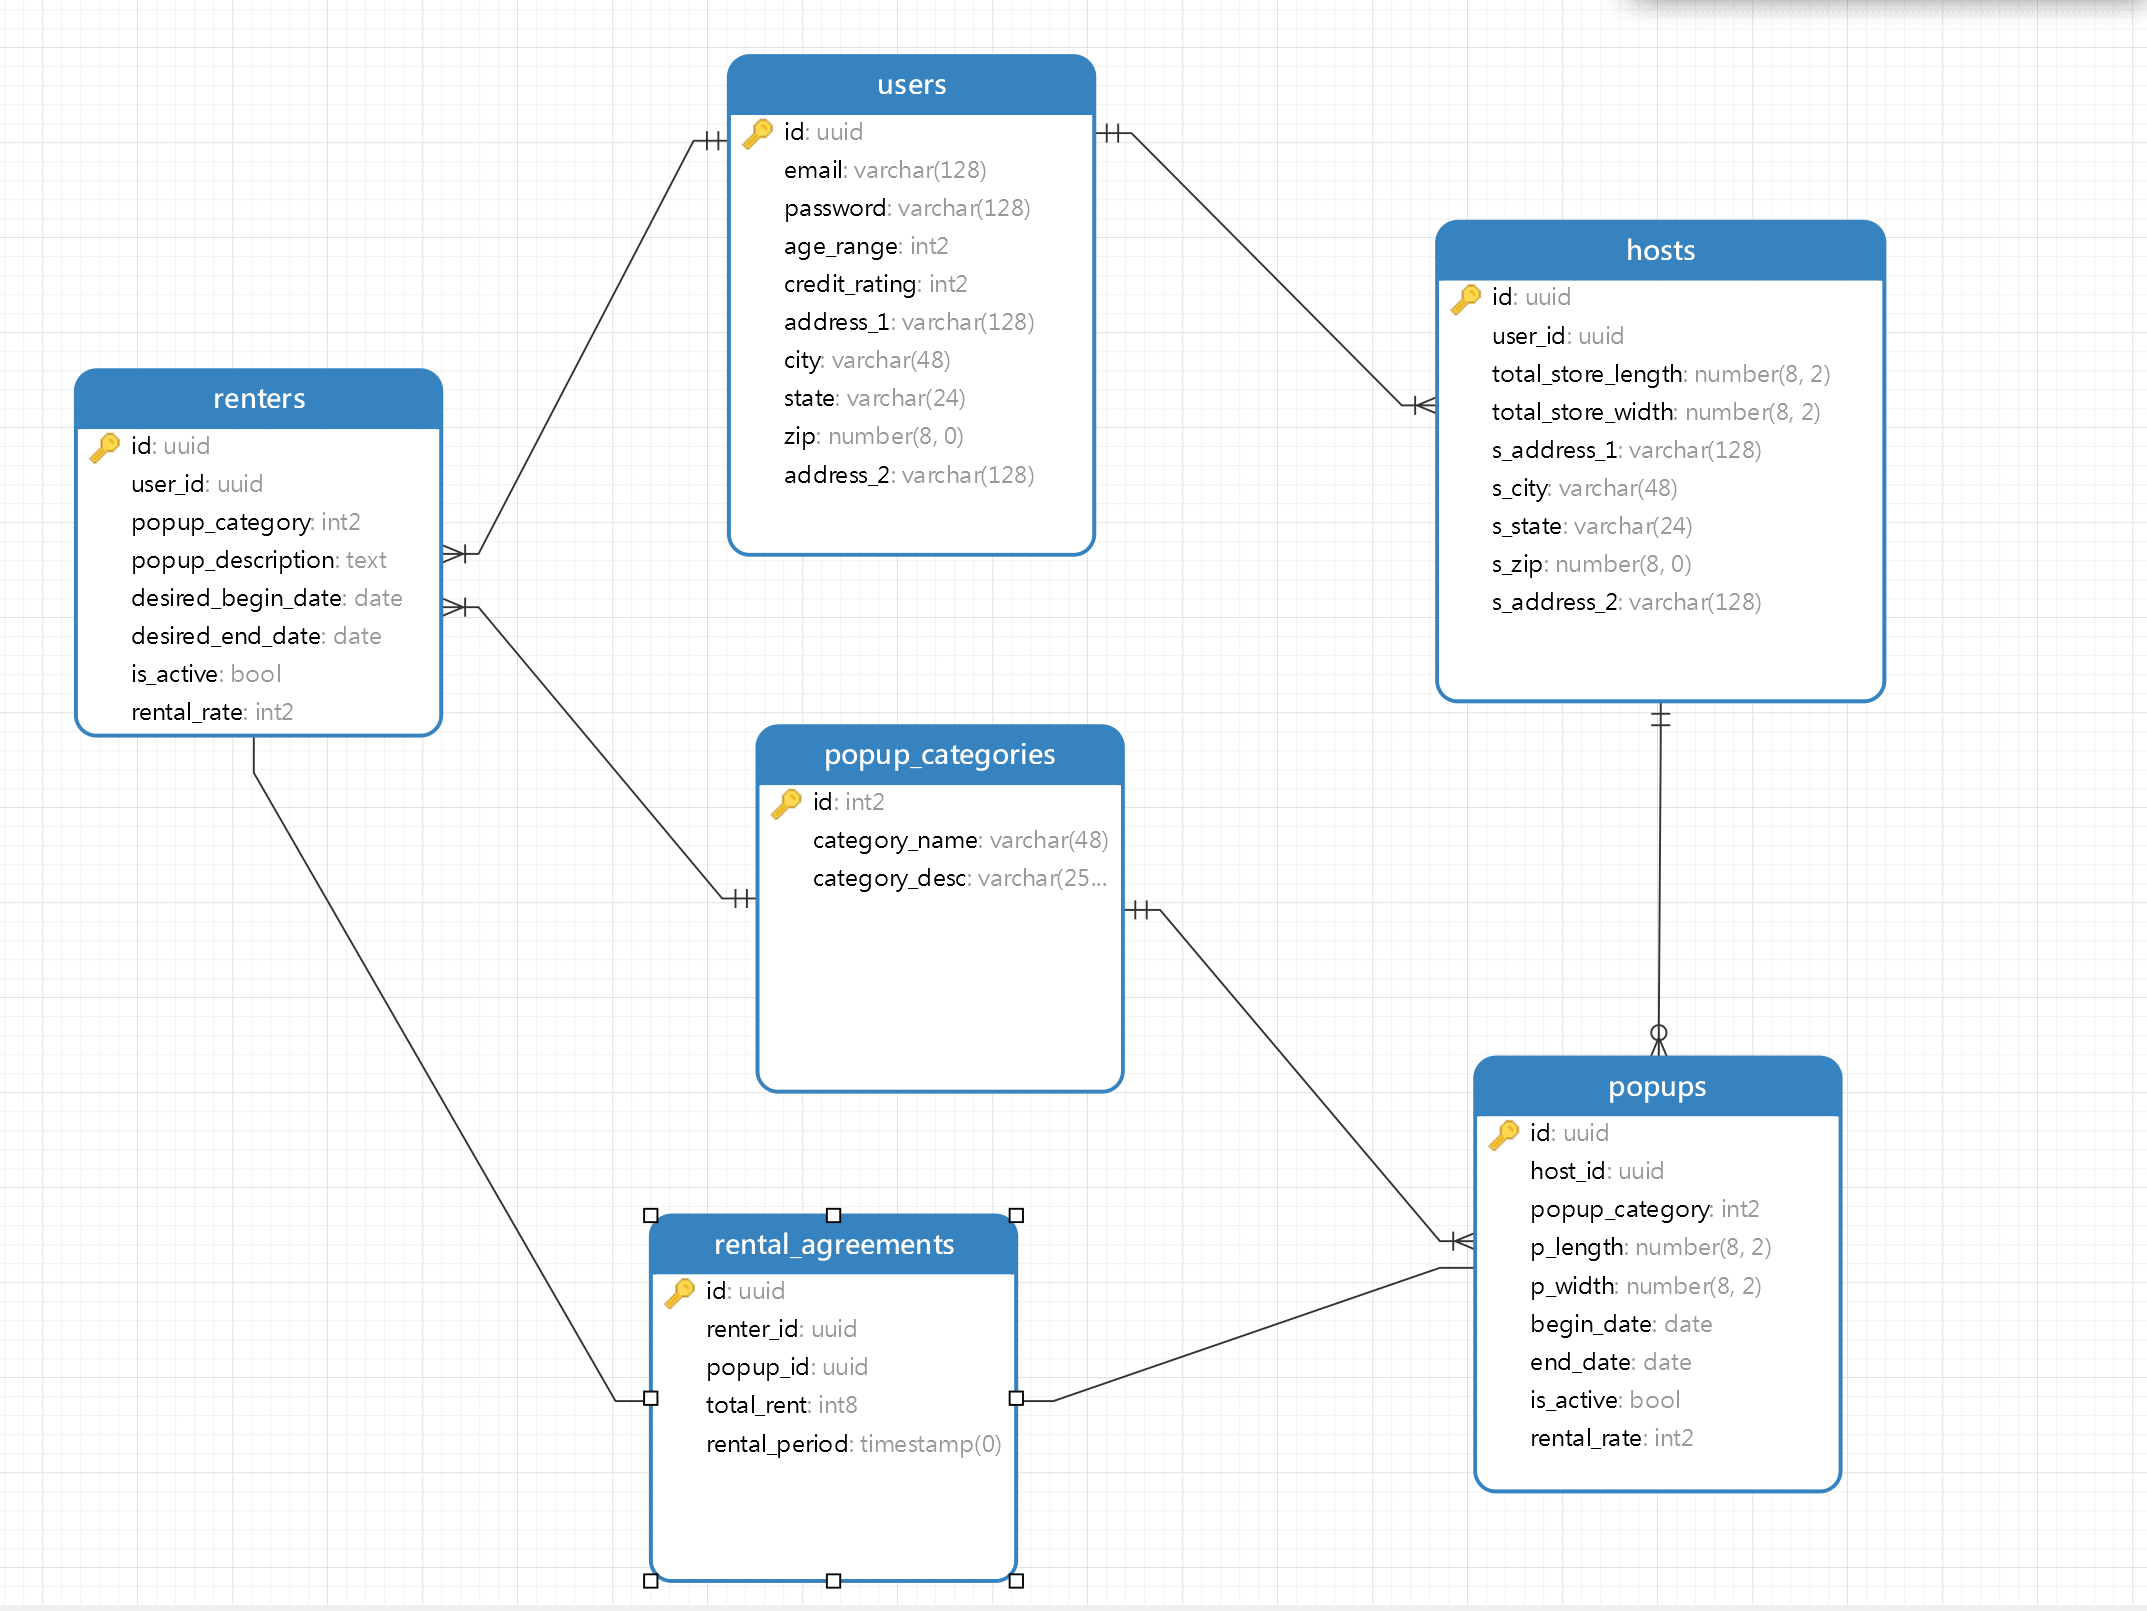 users
id: uuid
email: varchar(128)
password: varchar(128)
age_range: int2
credit_rating: int2
address_1: varchar(128)
city: varchar(48)
state: varchar(24)
zip: number(8, 0)
address_2: varchar(128)
hosts
id: uuid
user_id: uuid
total_store_length: number(8, 2)
total_store_width: number(8, 2)
s_address_1: varchar(128)
s_city: varchar(48)
s_state: varchar(24)
s_zip: number(8, 0)
s_address_2: varchar(128)
renters
id: uuid
user_id: uuid
popup_category: int2
popup_description: text
desired_begin_date: date
desired_end_date: date
is_active: bool
rental_rate: int2
popup_categories
id: int2
category_name: varchar(48)
category_desc: varchar(25...
popups
id: uuid
host_id: uuid
popup_category: int2
p_length: number(8, 2)
p_width: number(8, 2)
begin_date: date
end_date: date
is_active: bool
rental_rate: int2
rental_agreements
id: uuid
renter_id: uuid
popup_id: uuid
total_rent: int8
rental_period: timestamp(0)